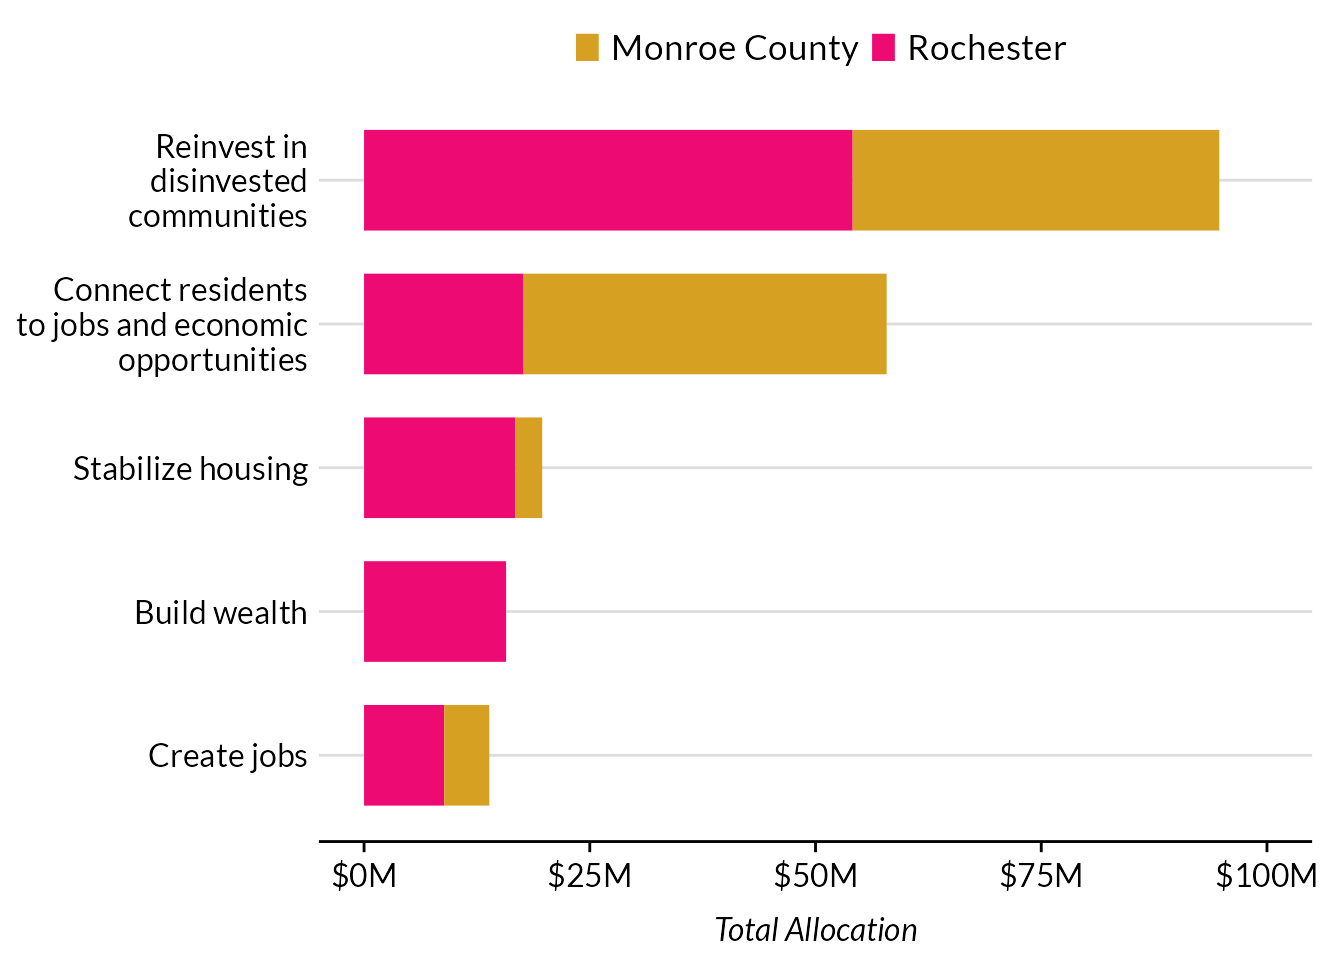 Monroe County Rochester
Reinvest in
disinvested
communities
Connect residents
to jobs and economic
opportunities
Stabilize housing
Build wealth
Create jobs
$0M $25M $50M $75M $100M
Total Allocation